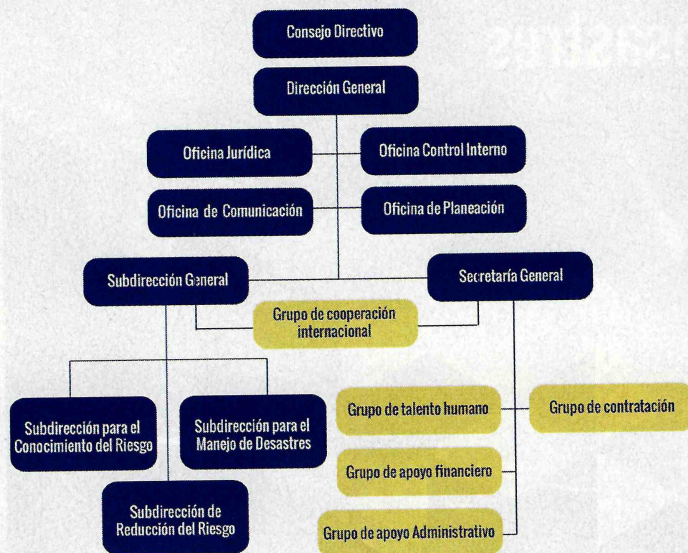 Consejo Directivo
Dirección General
Oficina Jurídica
Oficina Control Interno
Oficina de Comunicación
Oficina de Planeación
Subdirección General
Secretaría General
Grupo de cooperación
internacional
Grupo de talento humano
Grupo de contratación
Subdirección para el
Conocimiento del Riesgo
Subdirección para el
Manejo de Desastres
Grupo de apoyo financiero
Subdirección de
Reducción del Riesgo
Grupo de apoyo Administrativo